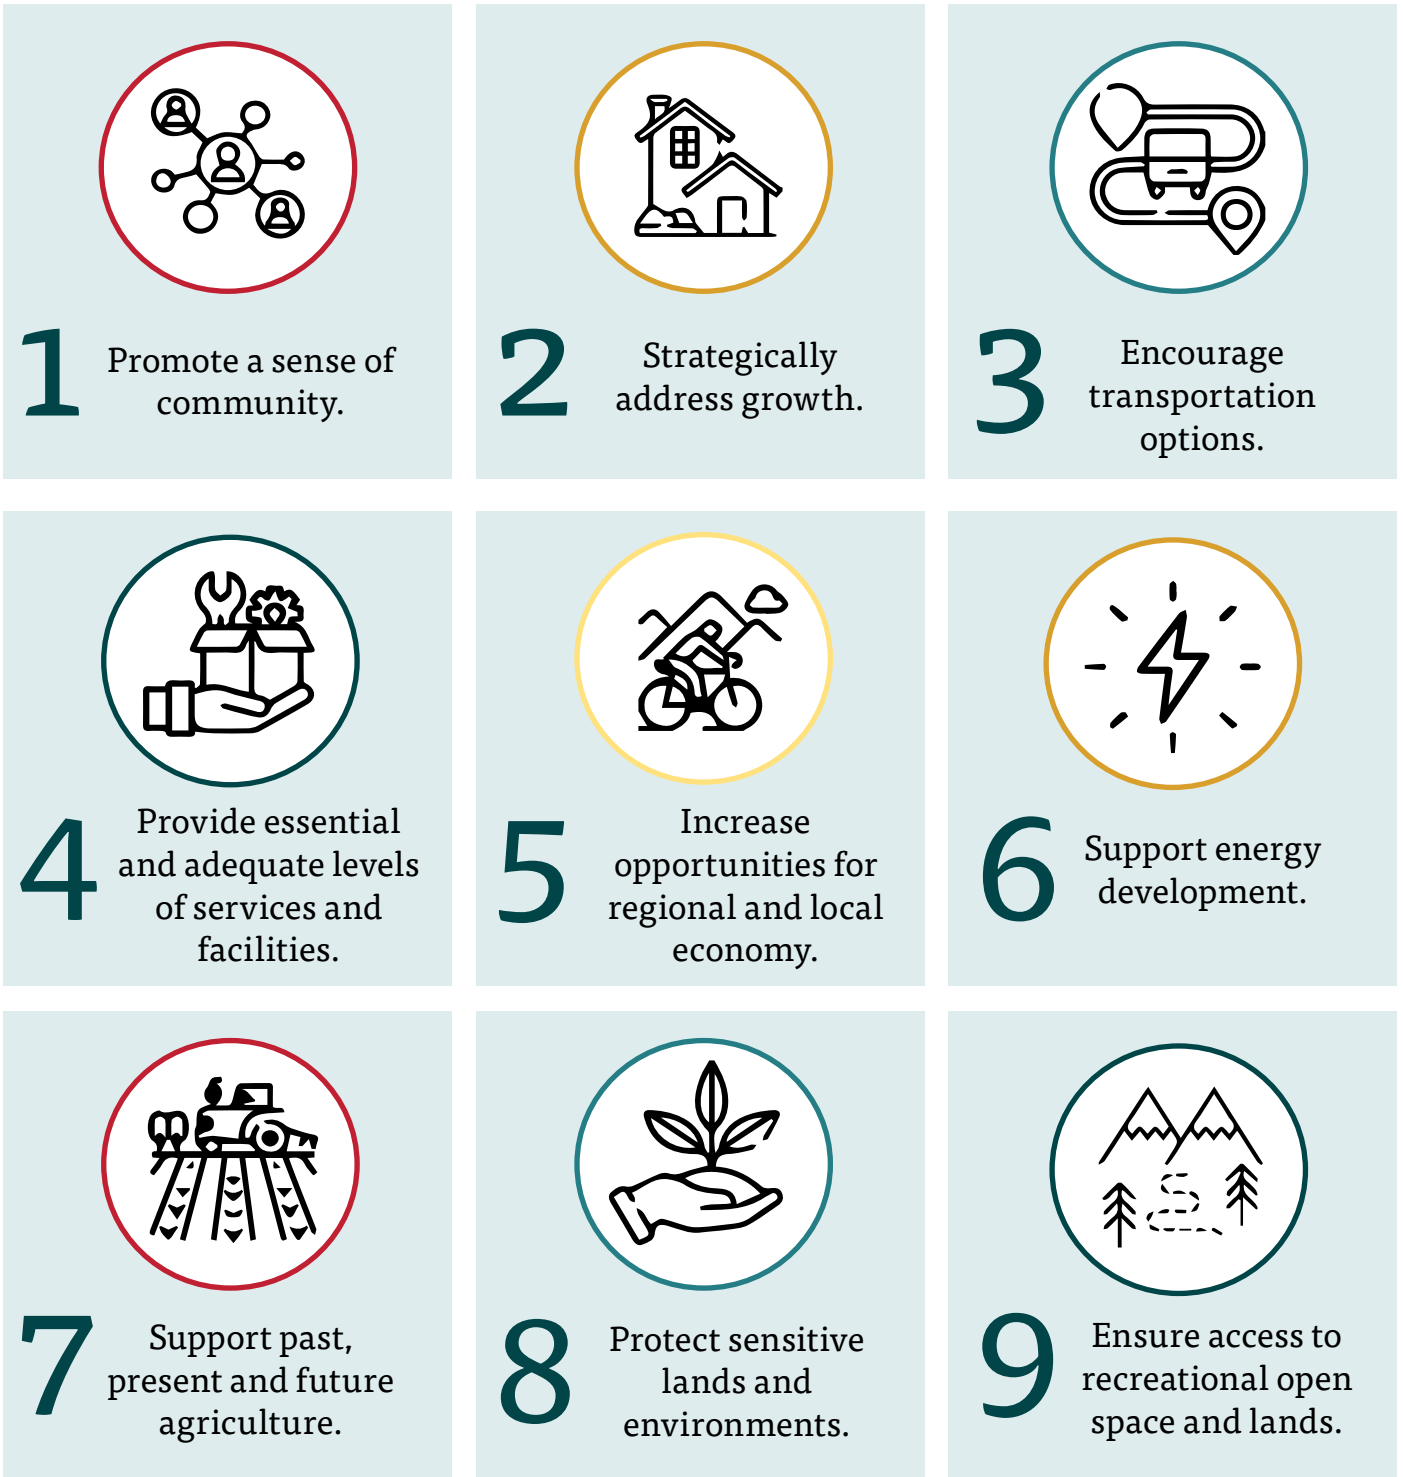 1
Promote a sense of
community.
2
Strategically
address growth.
3
Encourage
transportation
options.
4
Provide essential
and adequate levels
of services and
facilities.
5
Increase
opportunities for
regional and local
economy.
6
Support energy
development.
7
Support past,
present and future
agriculture.
8
Protect sensitive
lands and
environments.
9
Ensure access to
recreational open
space and lands.